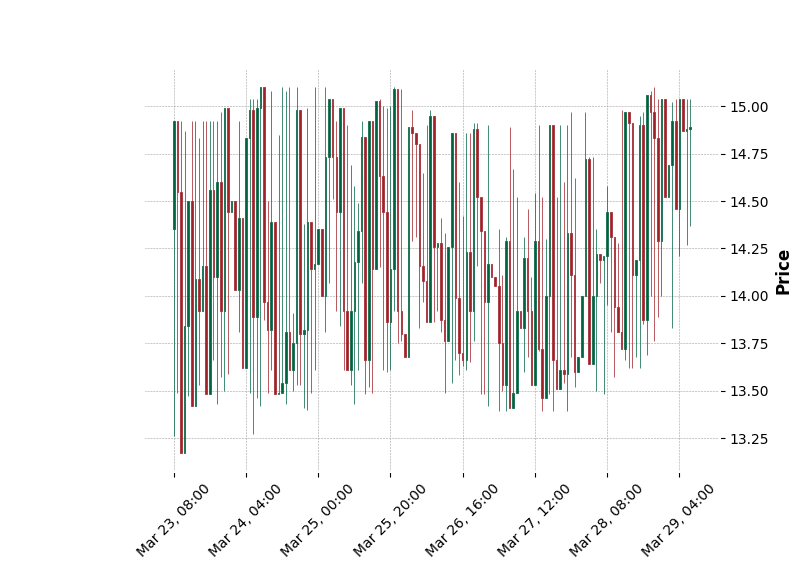 15.00
14.75
14.50
14.25
14.00
13.75
13.50
13.25
Price
Mar 23, 08:00
Mar 24, 04:00
Mar 25, 00:00
Mar 25, 20:00
Mar 26, 16:00
Mar 27, 12:00
Mar 28, 08:00
Mar 29, 04:00